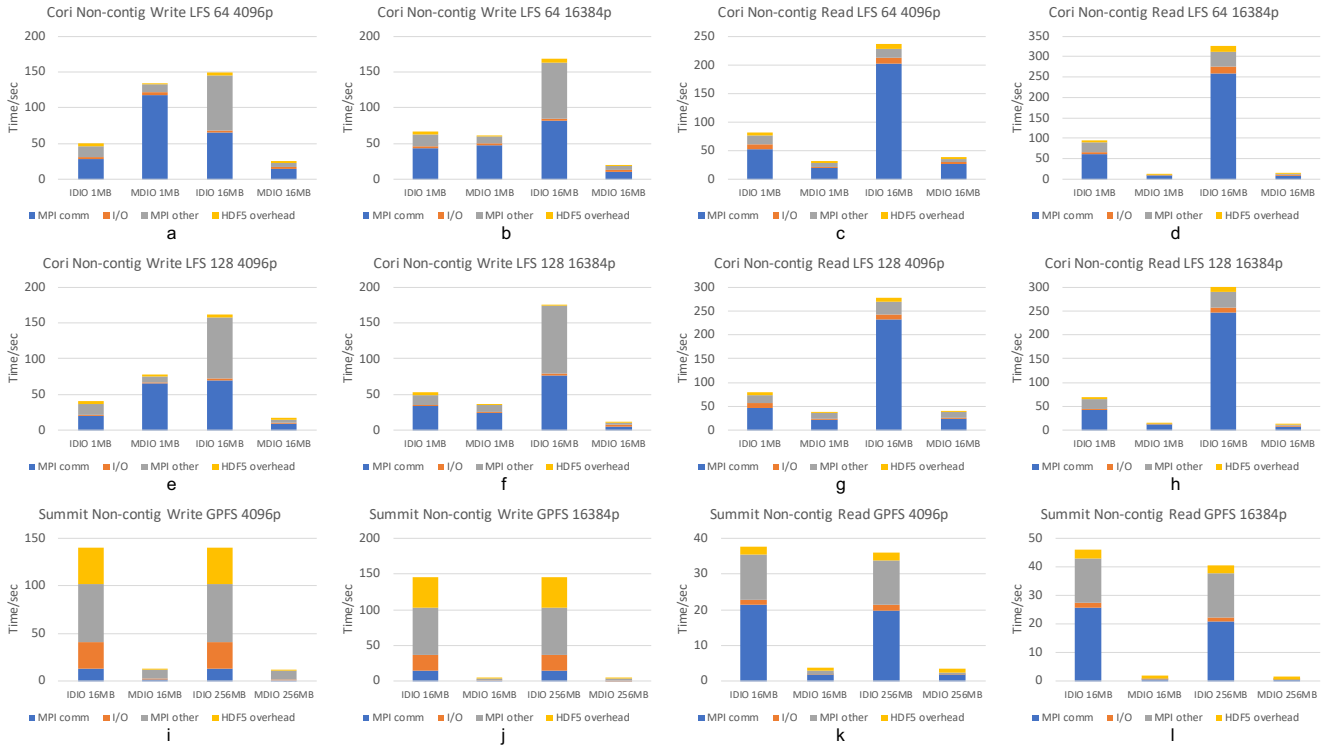 Cori Non-contig Write LFS 64 4096p
200
150
100
50
0
Time/sec
IDIO 1MB MDIO 1MB IDIO 16MB MDIO 16MB
MPI comm I/O MPI other HDF5 overhead
a
Cori Non-contig Write LFS 64 16384p
200
150
100
50
0
Time/sec
IDIO 1MB MDIO 1MB IDIO 16MB MDIO 16MB
MPI comm I/O MPI other HDF5 overhead
b
Cori Non-contig Read LFS 64 4096p
250
200
150
100
50
0
Time/sec
IDIO 1MB MDIO 1MB IDIO 16MB MDIO 16MB
MPI comm I/O MPI other HDF5 overhead
c
Cori Non-contig Read LFS 64 16384p
350
300
250
200
150
100
50
0
Time/sec
IDIO 1MB MDIO 1MB IDIO 16MB MDIO 16MB
MPI comm I/O MPI other HDF5 overhead
d
Cori Non-contig Write LFS 128 4096p
200
150
100
50
0
Time/sec
IDIO 1MB MDIO 1MB IDIO 16MB MDIO 16MB
MPI comm I/O MPI other HDF5 overhead
e
Cori Non-contig Write LFS 128 16384p
200
150
100
50
0
Time/sec
IDIO 1MB MDIO 1MB IDIO 16MB MDIO 16MB
MPI comm I/O MPI other HDF5 overhead
f
Cori Non-contig Read LFS 128 4096p
300
250
200
150
100
50
0
Time/sec
IDIO 1MB MDIO 1MB IDIO 16MB MDIO 16MB
MPI comm I/O MPI other HDF5 overhead
g
Cori Non-contig Read LFS 128 16384p
300
250
200
150
100
50
0
Time/sec
IDIO 1MB MDIO 1MB IDIO 16MB MDIO 16MB
MPI comm I/O MPI other HDF5 overhead
h
Summit Non-contig Write GPFS 4096p
150
100
50
0
Time/sec
IDIO 16MB MDIO 16MB IDIO 256MB MDIO 256MB
MPI comm I/O MPI other HDF5 overhead
i
Summit Non-contig Write GPFS 16384p
200
150
100
50
0
Time/sec
IDIO 16MB MDIO 16MB IDIO 256MB MDIO 256MB
MPI comm I/O MPI other HDF5 overhead
j
Summit Non-contig Read GPFS 4096p
40
30
20
10
0
Time/sec
IDIO 16MB MDIO 16MB IDIO 256MB MDIO 256MB
MPI comm I/O MPI other HDF5 overhead
k
Summit Non-contig Read GPFS 16384p
50
40
30
20
10
0
Time/sec
IDIO 16MB MDIO 16MB IDIO 256MB MDIO 256MB
MPI comm I/O MPI other HDF5 overhead
l